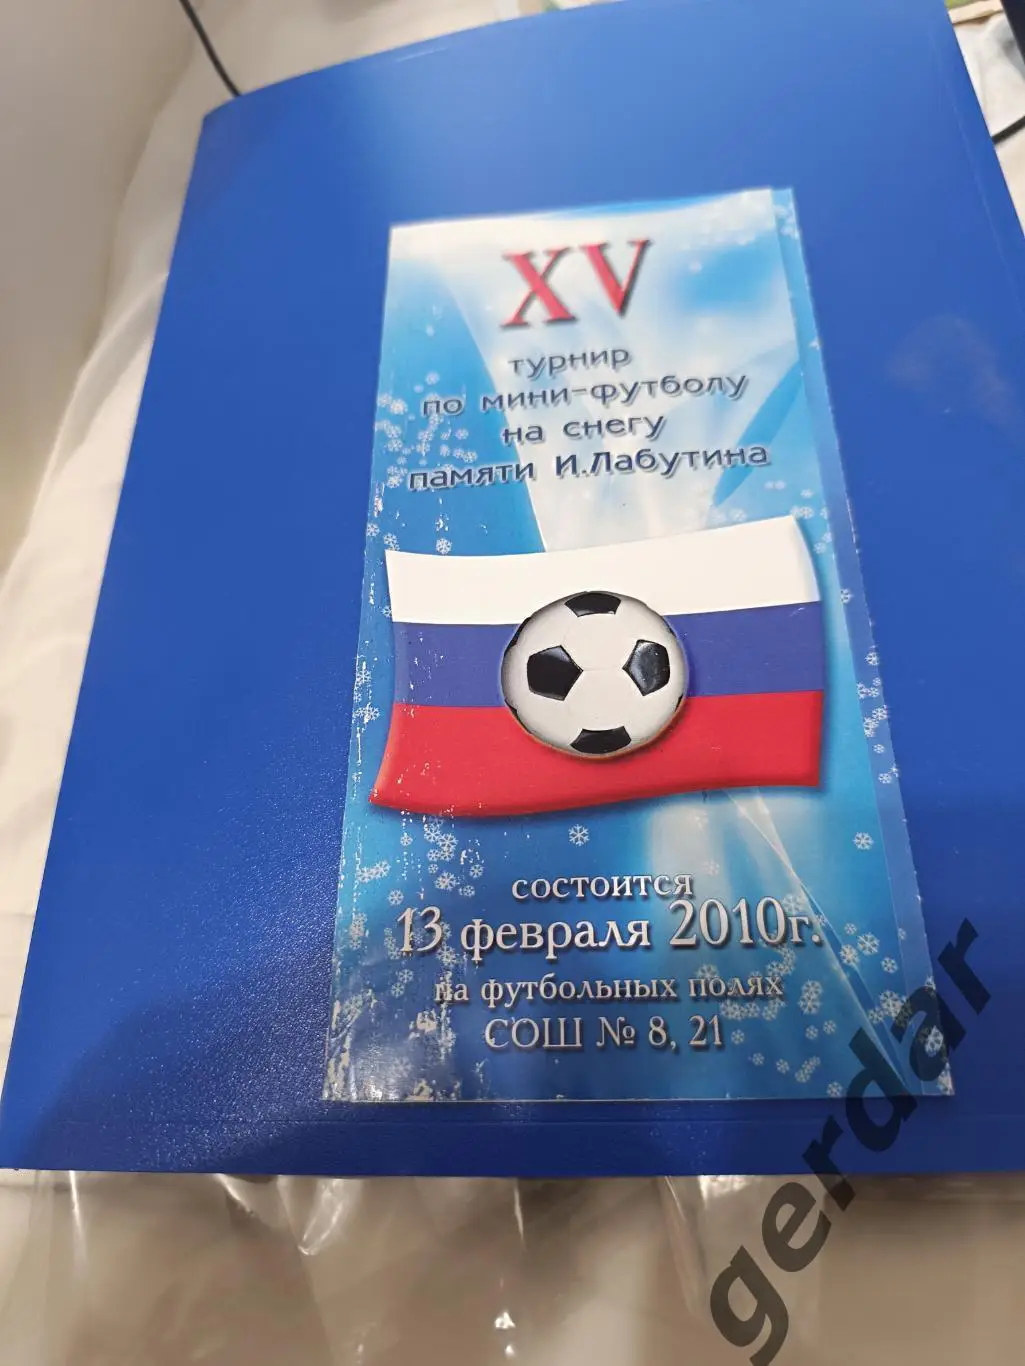 XV
турнир
по мини-футболу
на снегу
памяти И.Лабутина
состоится
13 февраля 2010г.
на футбольных полях
СОШ № 8, 21
gerdar